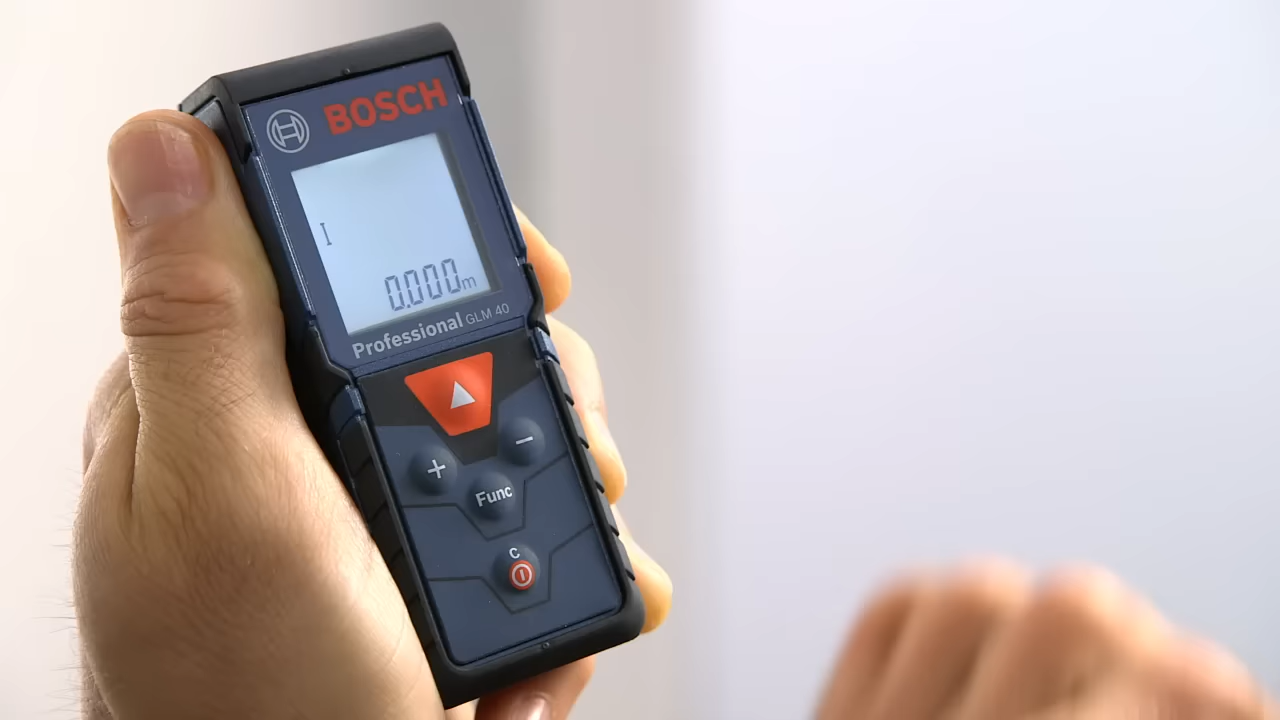 BOSCH
I
0.000m
Professional GLM 40
+
−
Func
C